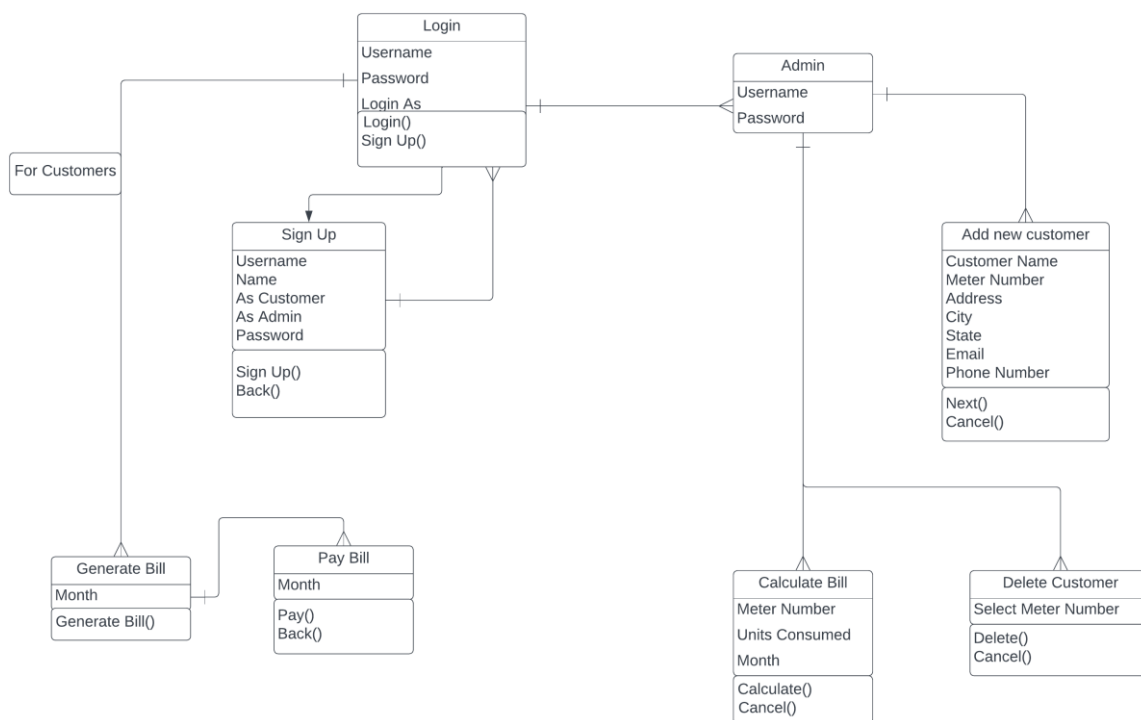 Login
Username
Password
Login As
Login()
Sign Up()
Admin
Username
Password
For Customers
Sign Up
Username
Name
As Customer
As Admin
Password
Sign Up()
Back()
Add new customer
Customer Name
Meter Number
Address
City
State
Email
Phone Number
Next()
Cancel()
Generate Bill
Month
Generate Bill()
Pay Bill
Month
Pay()
Back()
Calculate Bill
Meter Number
Units Consumed
Month
Calculate()
Cancel()
Delete Customer
Select Meter Number
Delete()
Cancel()